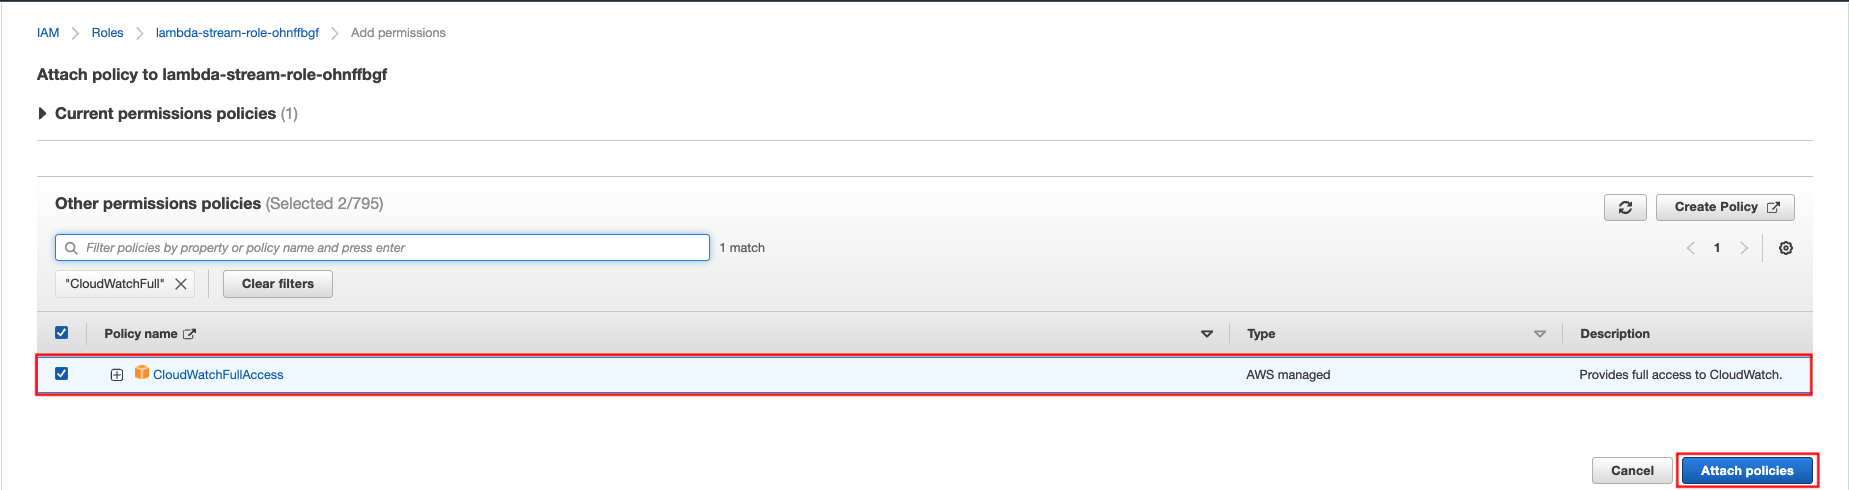 IAM > Roles > lambda-stream-role-ohnffbgf > Add permissions
Attach policy to lambda-stream-role-ohnffbgf
Current permissions policies (1)
Other permissions policies (Selected 2/795)
Create Policy
Filter policies by property or policy name and press enter
1 match
1
"CloudWatchFull"
Clear filters
Policy name Type Description
CloudWatchFullAccess AWS managed Provides full access to CloudWatch.
Cancel Attach policies